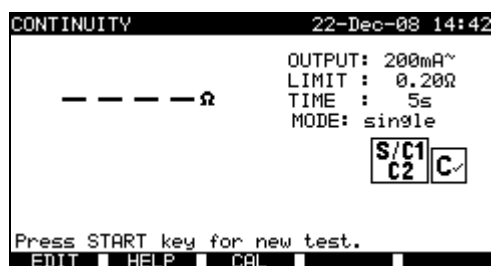 CONTINUITY 22-Dec-08 14:42
OUTPUT: 200mA~
LIMIT : 0.20Ω
TIME : 5s
MODE: single
– – – – Ω
S/C1
C2
C✓
Press START key for new test.
EDIT HELP CAL